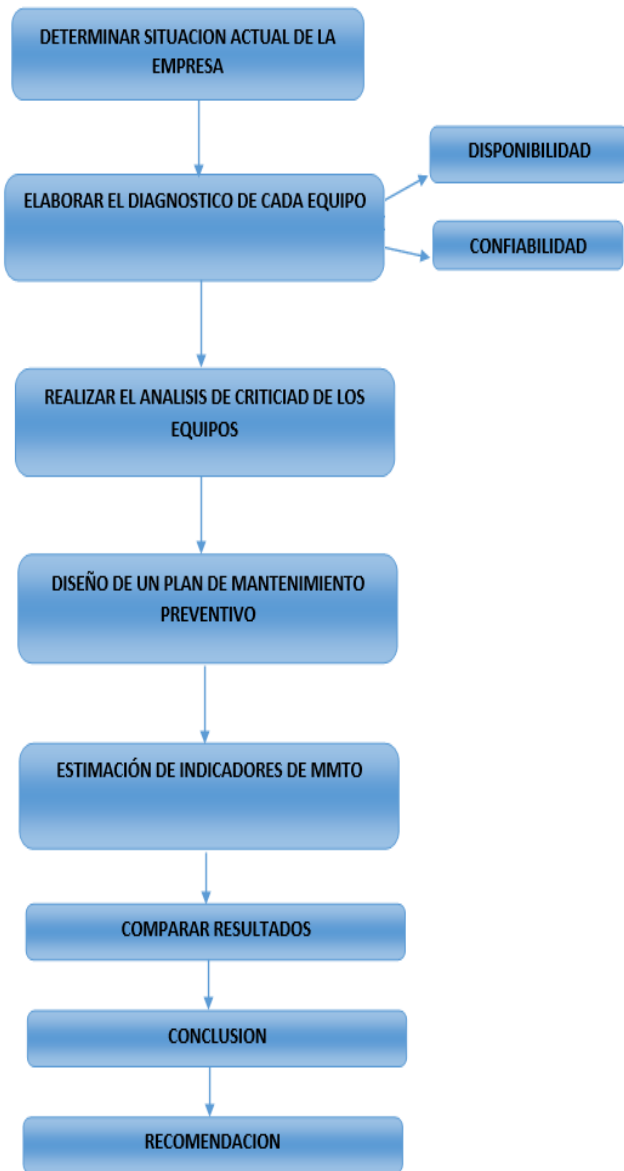 DETERMINAR SITUACION ACTUAL DE LA
EMPRESA
DISPONIBILIDAD
ELABORAR EL DIAGNOSTICO DE CADA EQUIPO
CONFIABILIDAD
REALIZAR EL ANALISIS DE CRITICIAD DE LOS
EQUIPOS
DISEÑO DE UN PLAN DE MANTENIMIENTO
PREVENTIVO
ESTIMACIÓN DE INDICADORES DE MMTO
COMPARAR RESULTADOS
CONCLUSION
RECOMENDACION